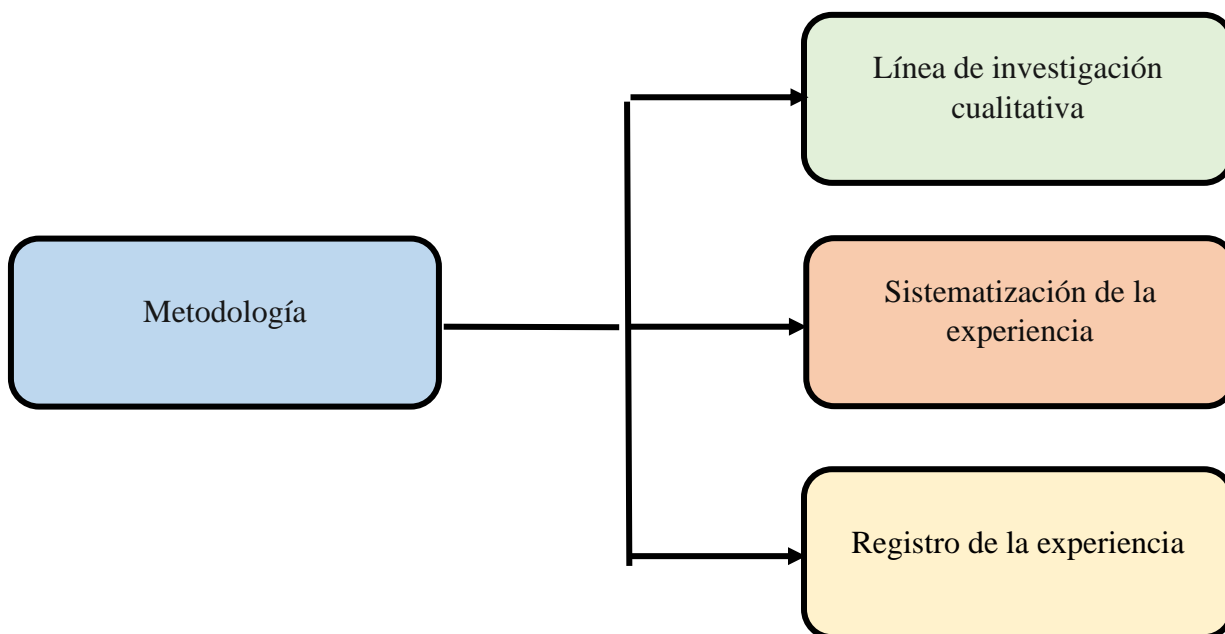 Línea de investigación
cualitativa
Metodología
Sistematización de la
experiencia
Registro de la experiencia